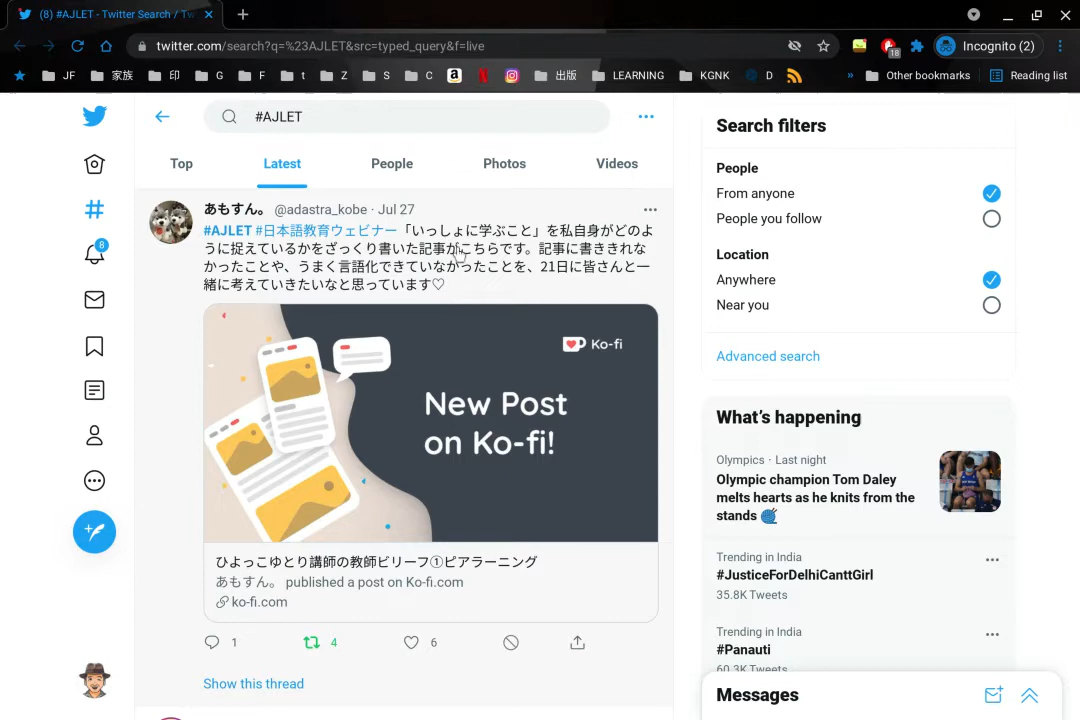 (8) #AJLET - Twitter Search / Tw
twitter.com/search?q=%23AJLET&src=typed_query&f=live
18
Incognito (2)
JF
家族
印
G
F
t
Z
S
C
a
出版
LEARNING
KGNK
D
Other bookmarks
Reading list
#AJLET
Top
Latest
People
Photos
Videos
8
あもすん。 @adastra_kobe · Jul 27
#AJLET #日本語教育ウェビナー「いっしょに学ぶこと」を私自身がどのよ
うに捉えているかをざっくり書いた記事がこちらです。記事に書ききれな
かったことや、うまく言語化できていなかったことを、21日に皆さんと一
緒に考えていきたいなと思っています♡
Ko-fi
New Post
on Ko-fi!
ひよっこゆとり講師の教師ビリーフ①ピアラーニング
あもすん。 published a post on Ko-fi.com
ko-fi.com
1
4
6
Show this thread
Search filters
People
From anyone
People you follow
Location
Anywhere
Near you
Advanced search
What's happening
Olympics · Last night
Olympic champion Tom Daley
melts hearts as he knits from the
stands
Trending in India
#JusticeForDelhiCanttGirl
35.8K Tweets
Trending in India
#Panauti
60.3K Tweets
Messages